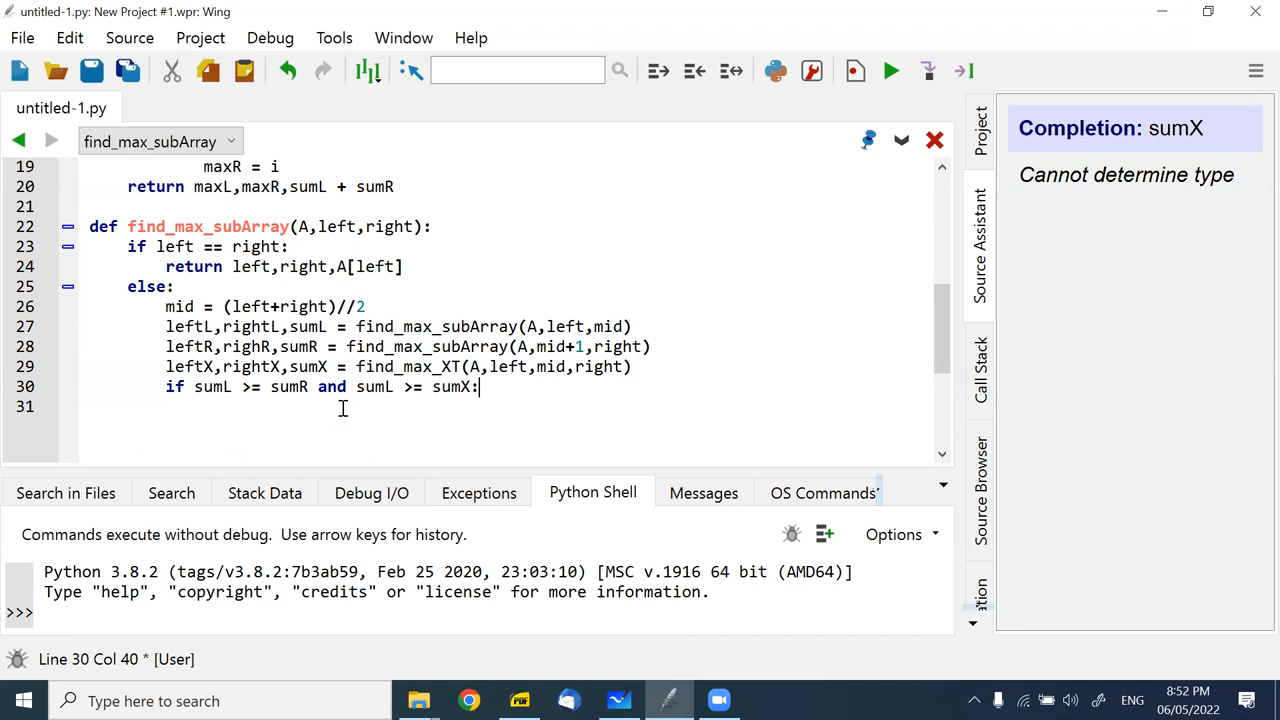 untitled-1.py: New Project #1.wpr: Wing
File Edit Source Project Debug Tools Window Help
untitled-1.py
find_max_subArray
19 maxR = i
20 return maxL,maxR,sumL + sumR
21
22 def find_max_subArray(A,left,right):
23 if left == right:
24 return left,right,A[left]
25 else:
26 mid = (left+right)//2
27 leftL,rightL,sumL = find_max_subArray(A,left,mid)
28 leftR,righR,sumR = find_max_subArray(A,mid+1,right)
29 leftX,rightX,sumX = find_max_XT(A,left,mid,right)
30 if sumL >= sumR and sumL >= sumX:
31
Completion: sumX
Cannot determine type
Project
Source Assistant
Call Stack
Source Browser
Search in Files Search Stack Data Debug I/O Exceptions Python Shell Messages OS Commands
Commands execute without debug. Use arrow keys for history.
Options
Python 3.8.2 (tags/v3.8.2:7b3ab59, Feb 25 2020, 23:03:10) [MSC v.1916 64 bit (AMD64)]
Type "help", "copyright", "credits" or "license" for more information.
>>>
Line 30 Col 40 * [User]
Type here to search
PDF
ENG
8:52 PM
06/05/2022